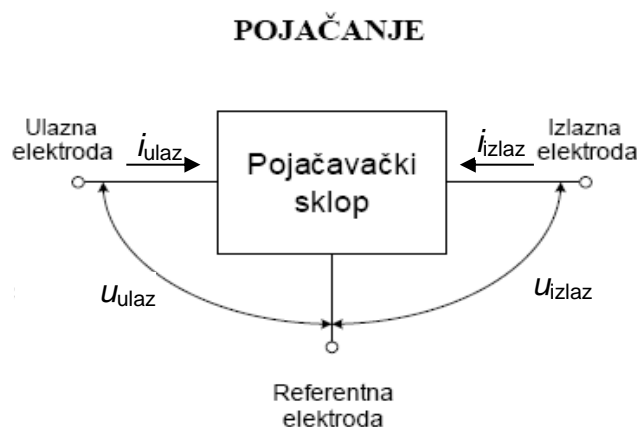 POJAČANJE
Ulazna
elektroda
iulaz
Pojačavački
sklop
iizlaz
Izlazna
elektroda
uulaz
uizlaz
Referentna
elektroda